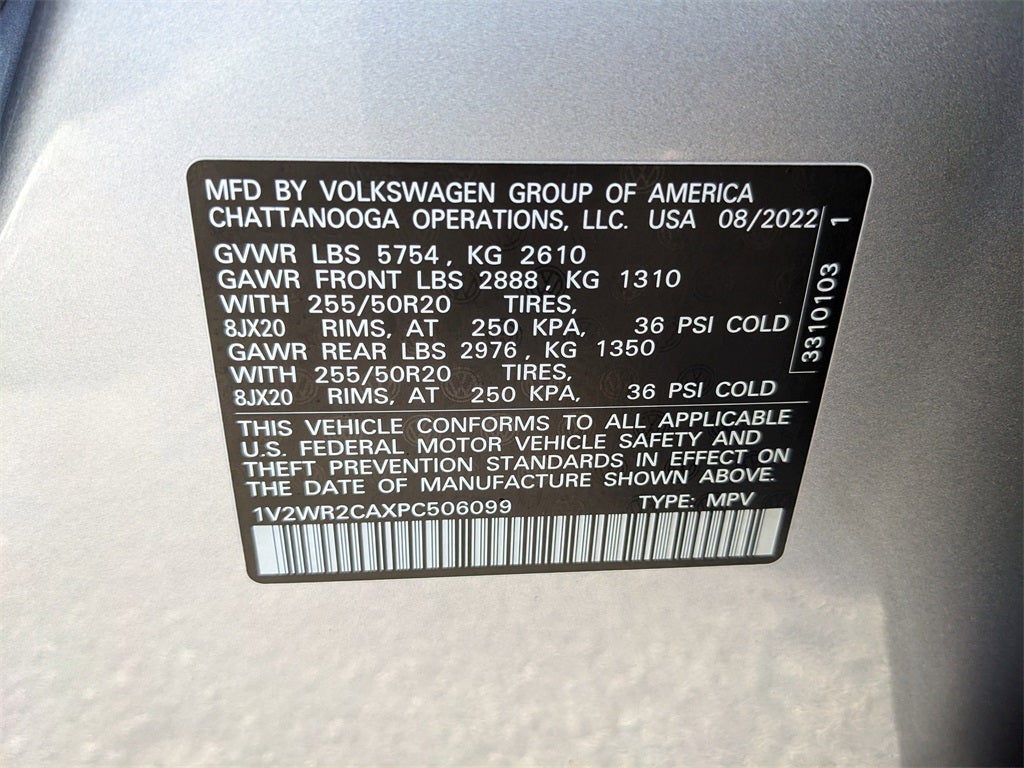 MFD BY VOLKSWAGEN GROUP OF AMERICA
CHATTANOOGA OPERATIONS, LLC. USA 08/2022
GVWR LBS 5754, KG 2610
GAWR FRONT LBS 2888, KG 1310
WITH 255/50R20 TIRES,
8JX20 RIMS, AT 250 KPA, 36 PSI COLD
GAWR REAR LBS 2976, KG 1350
WITH 255/50R20 TIRES,
8JX20 RIMS, AT 250 KPA, 36 PSI COLD
3310103 1
THIS VEHICLE CONFORMS TO ALL APPLICABLE
U.S. FEDERAL MOTOR VEHICLE SAFETY AND
THEFT PREVENTION STANDARDS IN EFFECT ON
THE DATE OF MANUFACTURE SHOWN ABOVE.
1V2WR2CAXPC506099 TYPE: MPV